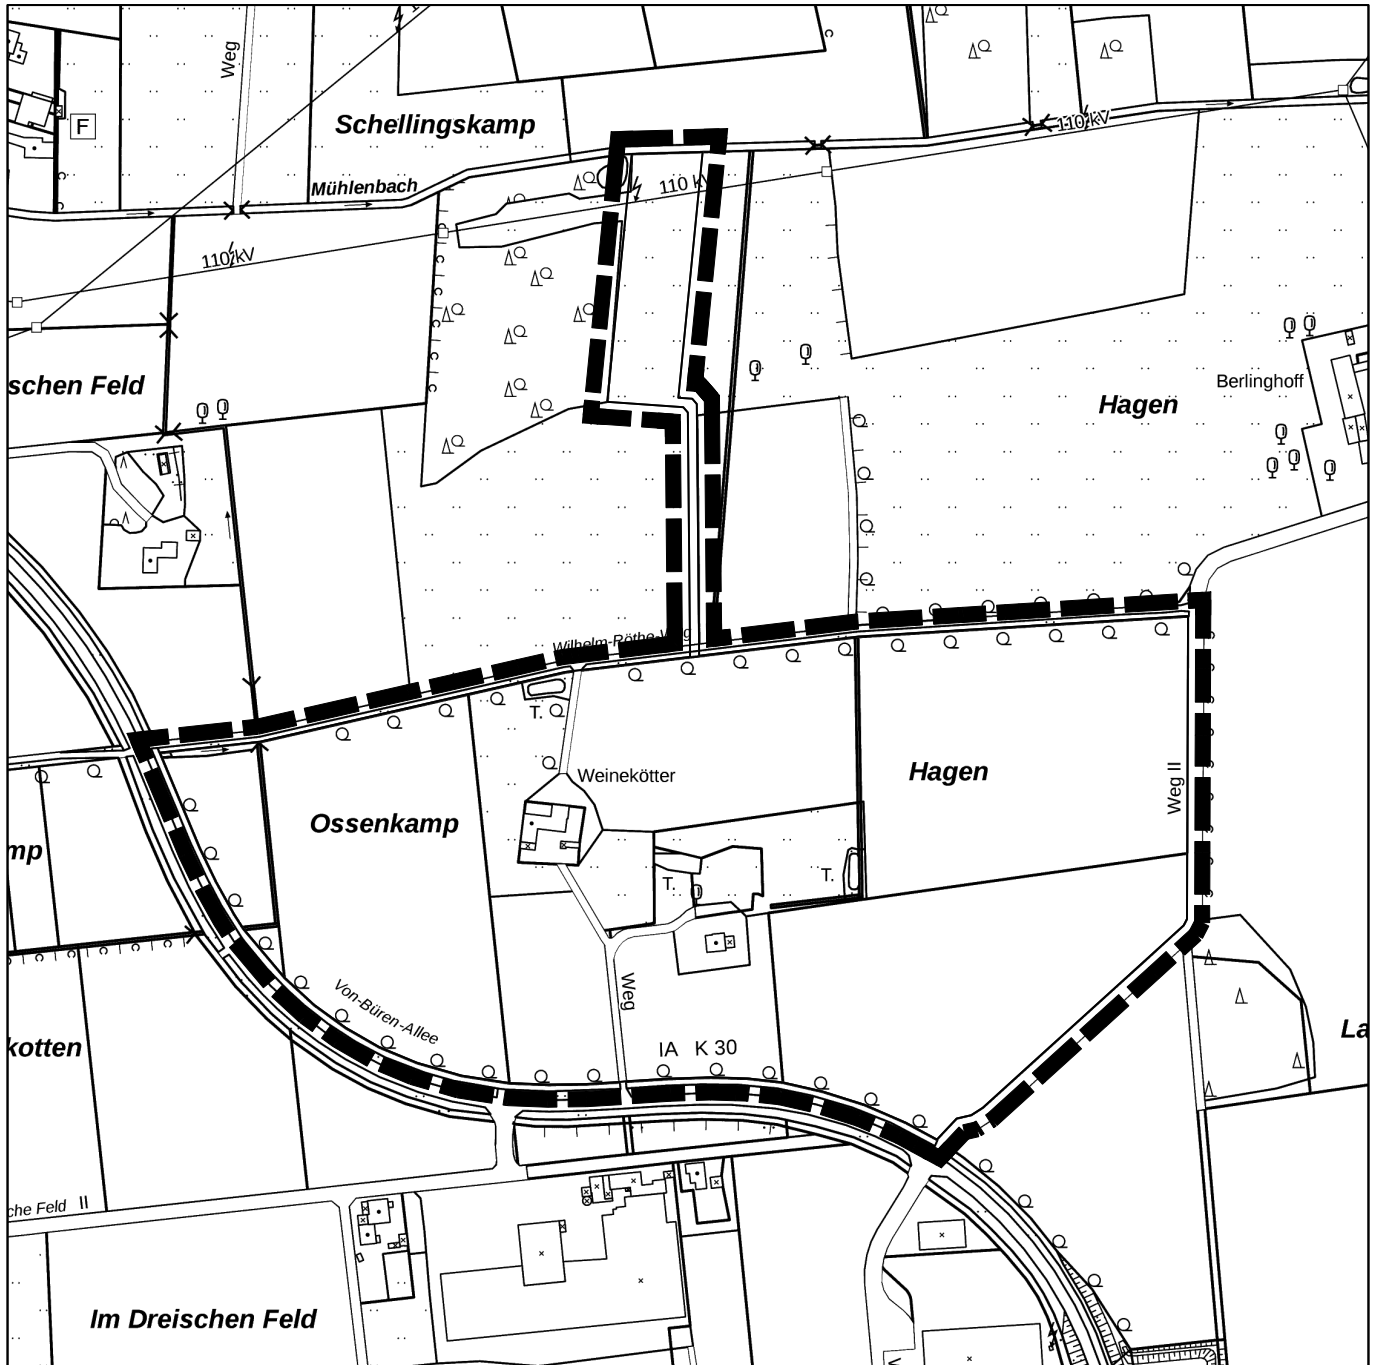 Weg
F
Schellingskamp
110 kV
Mühlenbach
110 kV
110 kV
schen Feld
Berlinghoff
Hagen
Wilhelm-Röthe-Weg
T.
Weinekötter
Hagen
Weg II
Ossenkamp
mp
T.
T.
Von-Büren-Allee
Weg
La
kotten
IA K 30
che Feld II
Im Dreischen Feld